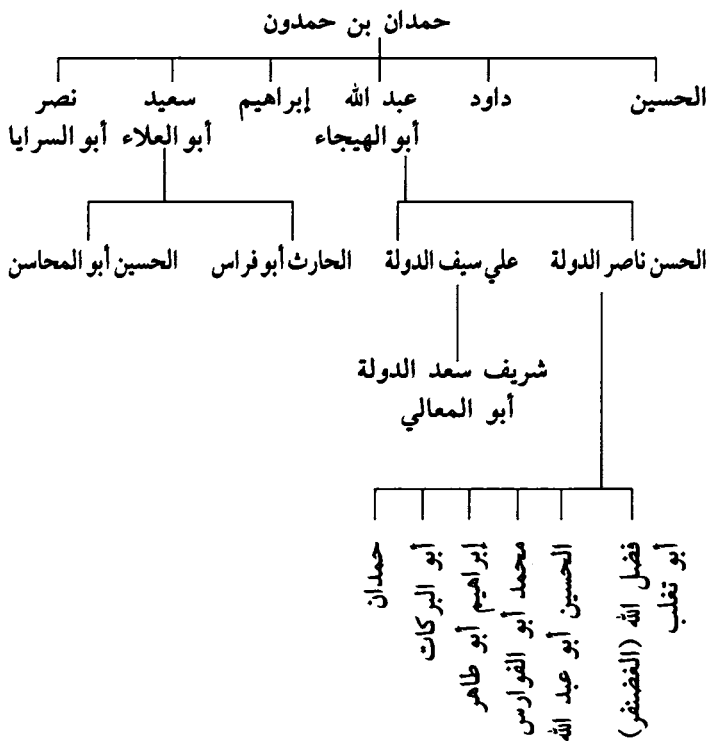 حمدان بن حمدون
الحسين
داود
عبد الله
أبو الهيجاء
إبراهيم
سعيد
أبو العلاء
نصر
أبو السرايا
الحسن ناصر الدولة
علي سيف الدولة
الحارث أبو فراس
الحسين أبو المحاسن
شريف سعد الدولة
أبو المعالي
أبو تغلب
فضل الله (الغضنفر)
الحسين أبو عبد الله
محمد أبو الفوارس
إبراهيم أبو طاهر
أبو البركات
حمدان